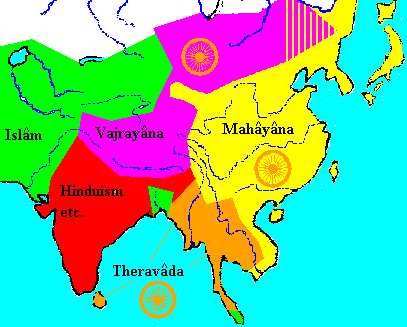 Islâm
Vajrayâna
Mahâyâna
Hinduism
etc.
Theravâda